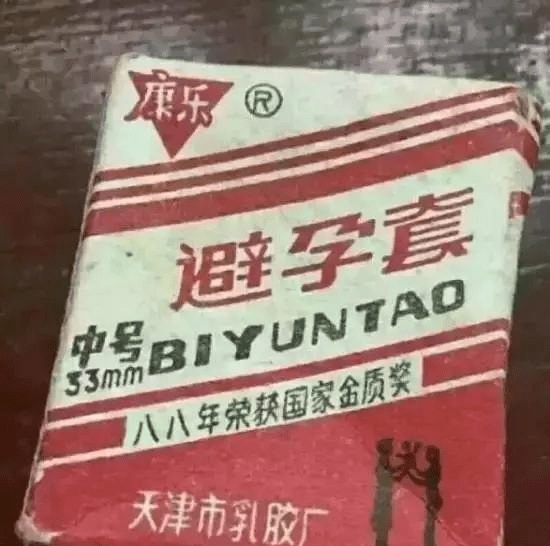 康乐 ®
避孕套
中号 BIYUNTAO
33mm
八八年荣获国家金质奖
天津市乳胶厂